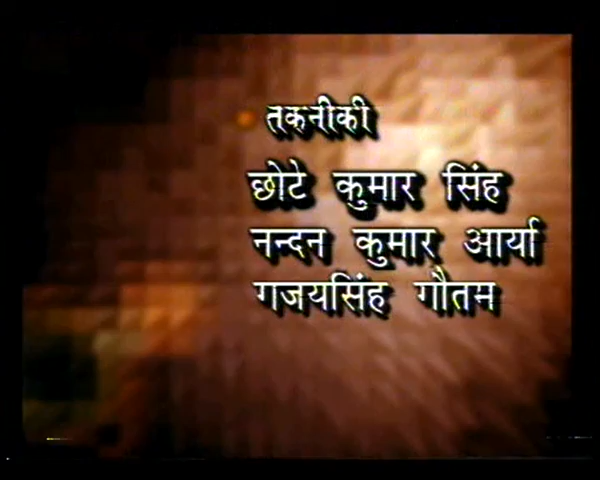 तकनीकी
छोटे कुमार सिंह
नन्दन कुमार आर्या
गजयसिंह गौतम